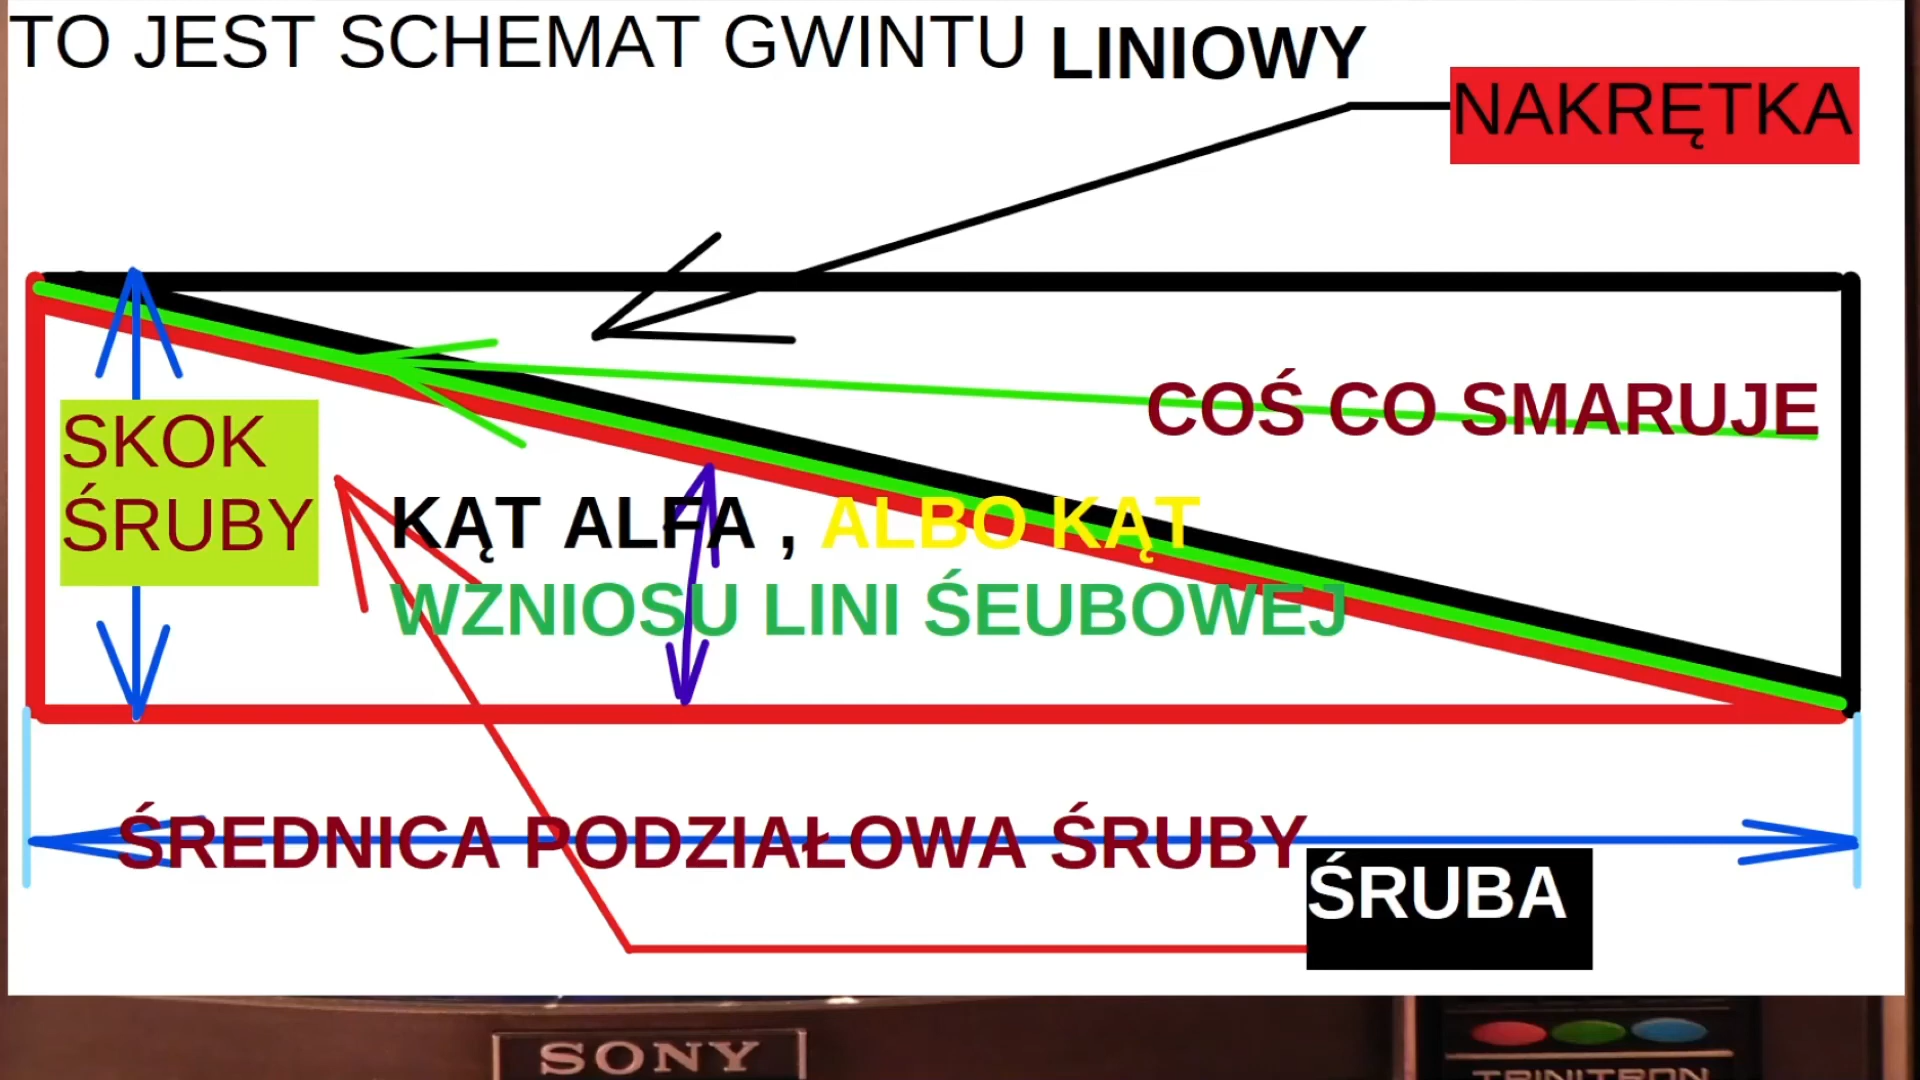 TO JEST SCHEMAT GWINTU LINIOWY
NAKRĘTKA
COŚ CO SMARUJE
SKOK
ŚRUBY
KĄT ALFA , ALBO KĄT
WZNIOSU LINI ŚEUBOWEJ
ŚREDNICA PODZIAŁOWA ŚRUBY
ŚRUBA
SONY
TRINITRON